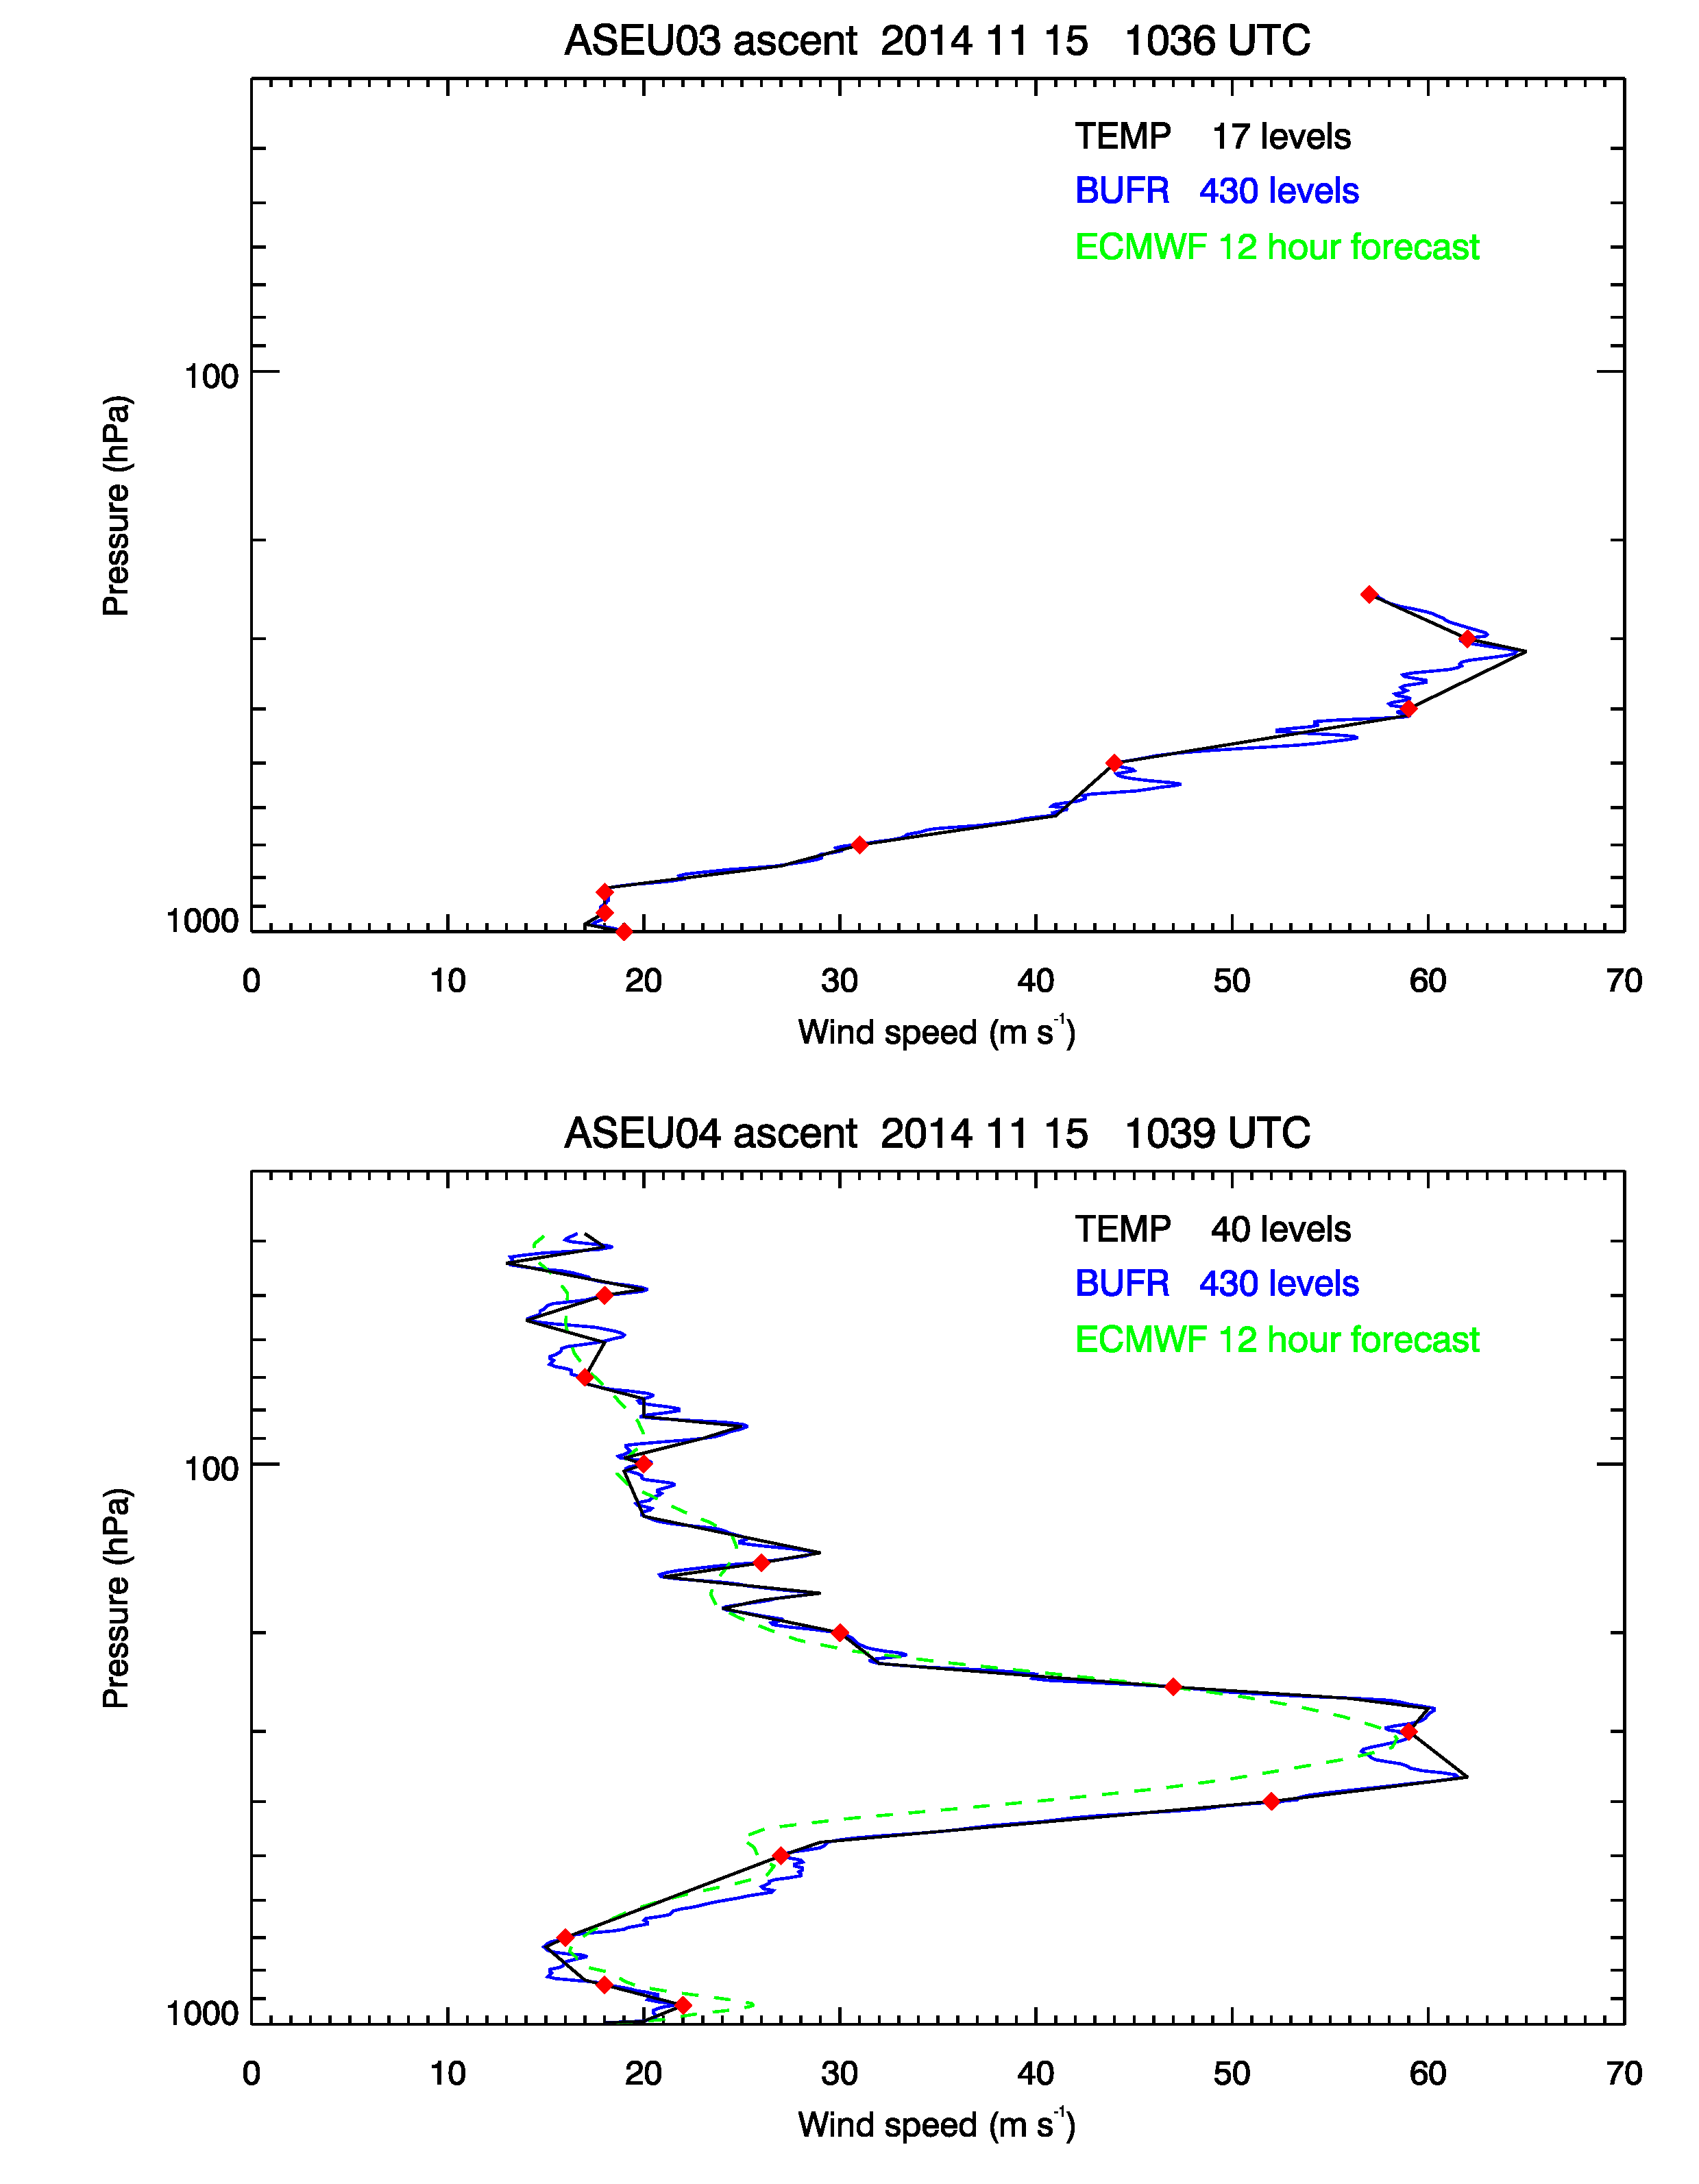 ASEU03 ascent 2014 11 15 1036 UTC
TEMP 17 levels
BUFR 430 levels
ECMWF 12 hour forecast
100
1000
Pressure (hPa)
0 10 20 30 40 50 60 70
Wind speed (m s⁻¹)
ASEU04 ascent 2014 11 15 1039 UTC
TEMP 40 levels
BUFR 430 levels
ECMWF 12 hour forecast
100
1000
Pressure (hPa)
0 10 20 30 40 50 60 70
Wind speed (m s⁻¹)